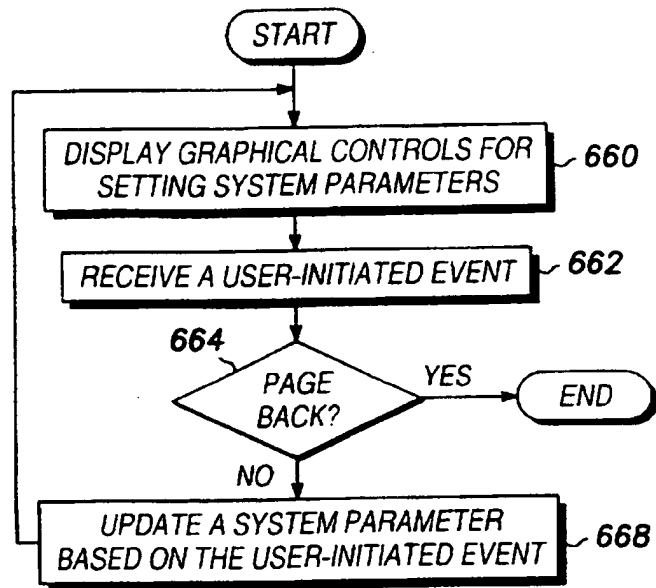 START
DISPLAY GRAPHICAL CONTROLS FOR
SETTING SYSTEM PARAMETERS
660
RECEIVE A USER-INITIATED EVENT
662
664
PAGE
BACK?
YES
END
NO
UPDATE A SYSTEM PARAMETER
BASED ON THE USER-INITIATED EVENT
668